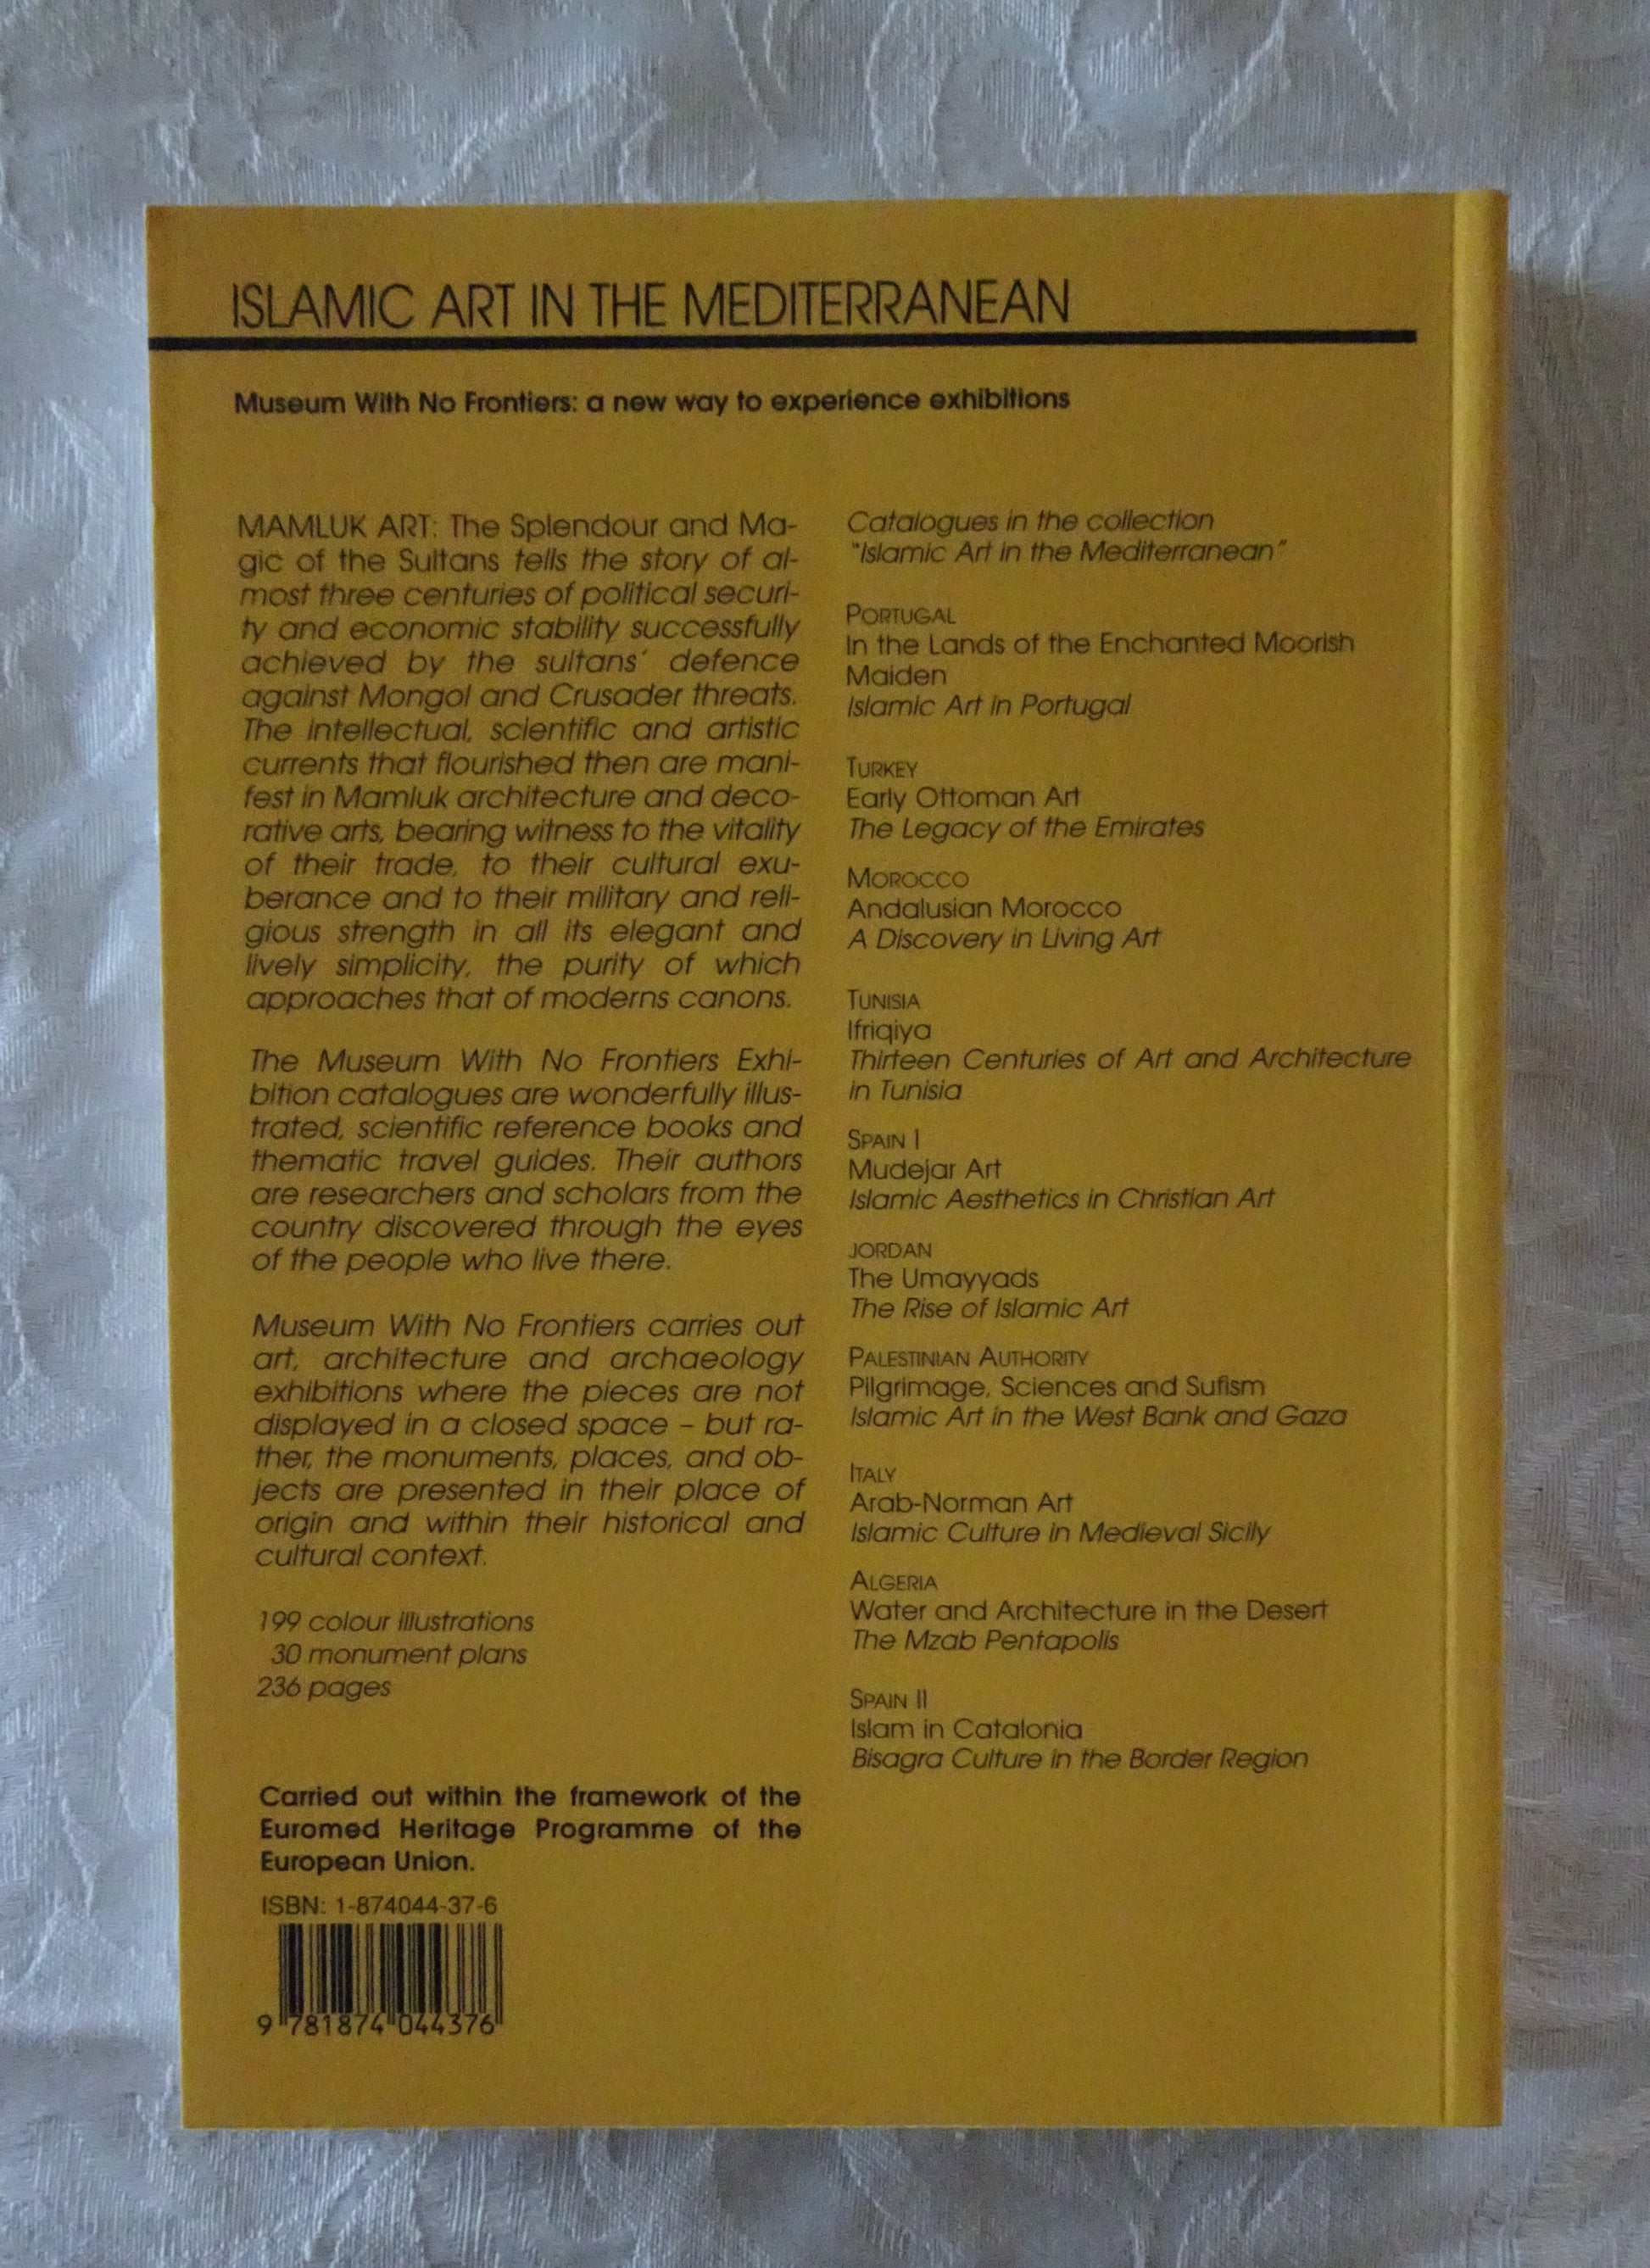 ISLAMIC ART IN THE MEDITERRANEAN
Museum With No Frontiers: a new way to experience exhibitions
MAMLUK ART: The Splendour and Ma-
gic of the Sultans tells the story of al-
most three centuries of political securi-
ty and economic stability successfully
achieved by the sultans' defence
against Mongol and Crusader threats.
The intellectual, scientific and artistic
currents that flourished then are mani-
fest in Mamluk architecture and deco-
rative arts, bearing witness to the vitality
of their trade, to their cultural exu-
berance and to their military and reli-
gious strength in all its elegant and
lively simplicity, the purity of which
approaches that of moderns canons.
The Museum With No Frontiers Exhi-
bition catalogues are wonderfully illus-
trated, scientific reference books and
thematic travel guides. Their authors
are researchers and scholars from the
country discovered through the eyes
of the people who live there.
Museum With No Frontiers carries out
art, architecture and archaeology
exhibitions where the pieces are not
displayed in a closed space – but ra-
ther, the monuments, places, and ob-
jects are presented in their place of
origin and within their historical and
cultural context.
199 colour illustrations
30 monument plans
236 pages
Carried out within the framework of the
Euromed Heritage Programme of the
European Union.
ISBN: 1-874044-37-6
9 781874 044376
Catalogues in the collection
"Islamic Art in the Mediterranean"
PORTUGAL
In the Lands of the Enchanted Moorish
Maiden
Islamic Art in Portugal
TURKEY
Early Ottoman Art
The Legacy of the Emirates
MOROCCO
Andalusian Morocco
A Discovery in Living Art
TUNISIA
Ifriqiya
Thirteen Centuries of Art and Architecture
in Tunisia
SPAIN I
Mudejar Art
Islamic Aesthetics in Christian Art
JORDAN
The Umayyads
The Rise of Islamic Art
PALESTINIAN AUTHORITY
Pilgrimage, Sciences and Sufism
Islamic Art in the West Bank and Gaza
ITALY
Arab-Norman Art
Islamic Culture in Medieval Sicily
ALGERIA
Water and Architecture in the Desert
The Mzab Pentapolis
SPAIN II
Islam in Catalonia
Bisagra Culture in the Border Region